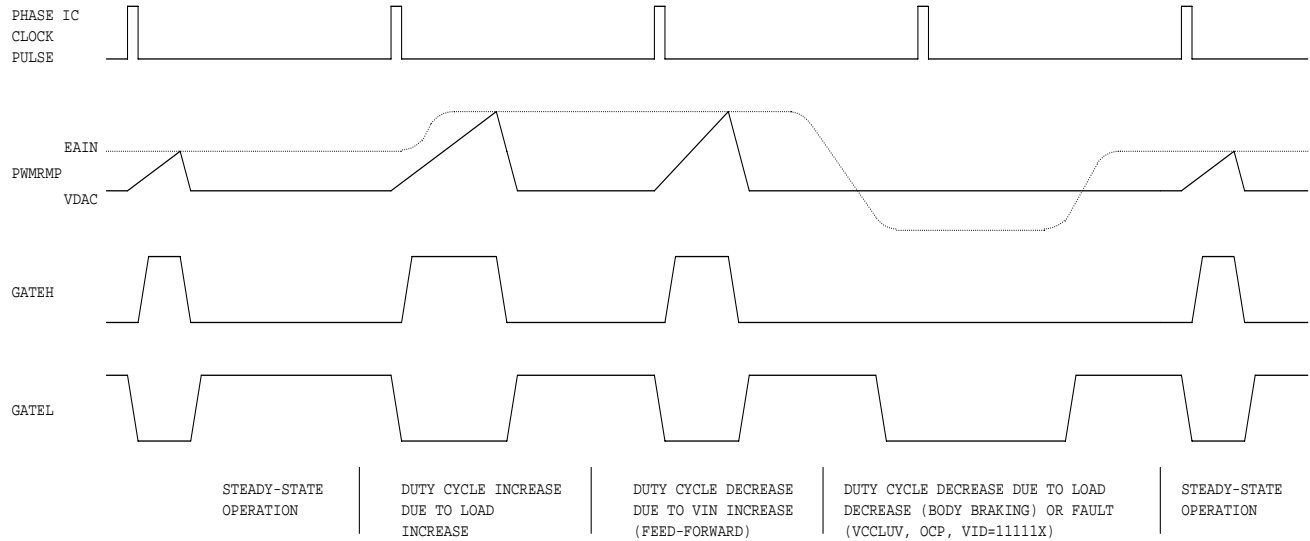 PHASE IC
CLOCK
PULSE
EAIN
PWMRMP
VDAC
GATEH
GATEL
STEADY-STATE
OPERATION
DUTY CYCLE INCREASE
DUE TO LOAD
INCREASE
DUTY CYCLE DECREASE
DUE TO VIN INCREASE
(FEED-FORWARD)
DUTY CYCLE DECREASE DUE TO LOAD
DECREASE (BODY BRAKING) OR FAULT
(VCCLUV, OCP, VID=11111X)
STEADY-STATE
OPERATION